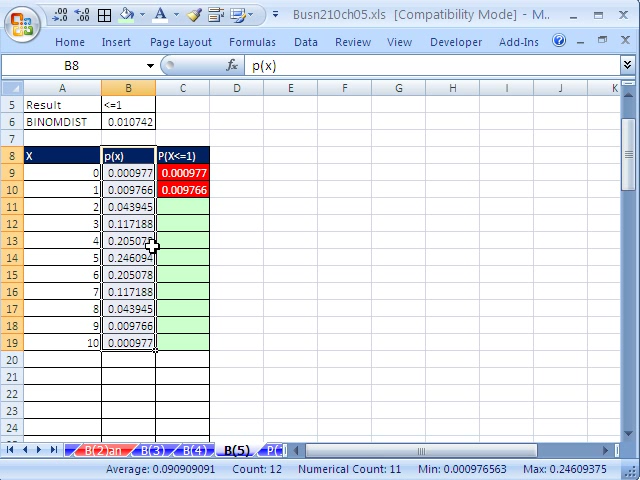 Busn210ch05.xls [Compatibility Mode] - M..
Home Insert Page Layout Formulas Data View Developer Add-Ins
B8 fx p(x)
A B C D E F G H I J K
5 Result <=1
6 BINOMDIST 0.010742
7
8 X p(x) P(X<=1)
9 0 0.000977 0.000977
10 1 0.009766 0.009766
11 2 0.043945
12 3 0.117188
13 4 0.205078
14 5 0.246094
15 6 0.205078
16 7 0.117188
17 8 0.043945
18 9 0.009766
19 10 0.000977
20
21
22
23
24
B(2)an B(3) B(4) B(5)
Average: 0.090909091 Count: 12 Numerical Count: 11 Min: 0.000976563 Max: 0.24609375